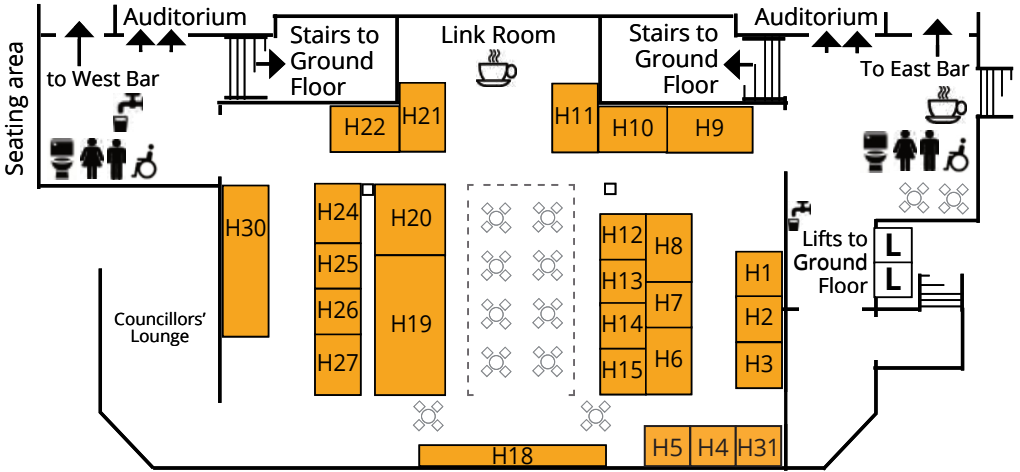 Auditorium
Auditorium
Seating area
to West Bar
Stairs to
Ground
Floor
Link Room
Stairs to
Ground
Floor
To East Bar
H22
H21
H11
H10
H9
H30
H24
H20
H12
H8
H25
H13
H1
H26
H19
H7
H14
H2
H27
H15
H6
H3
Lifts to
Ground
Floor
L
L
Councillors'
Lounge
H18
H5
H4
H31